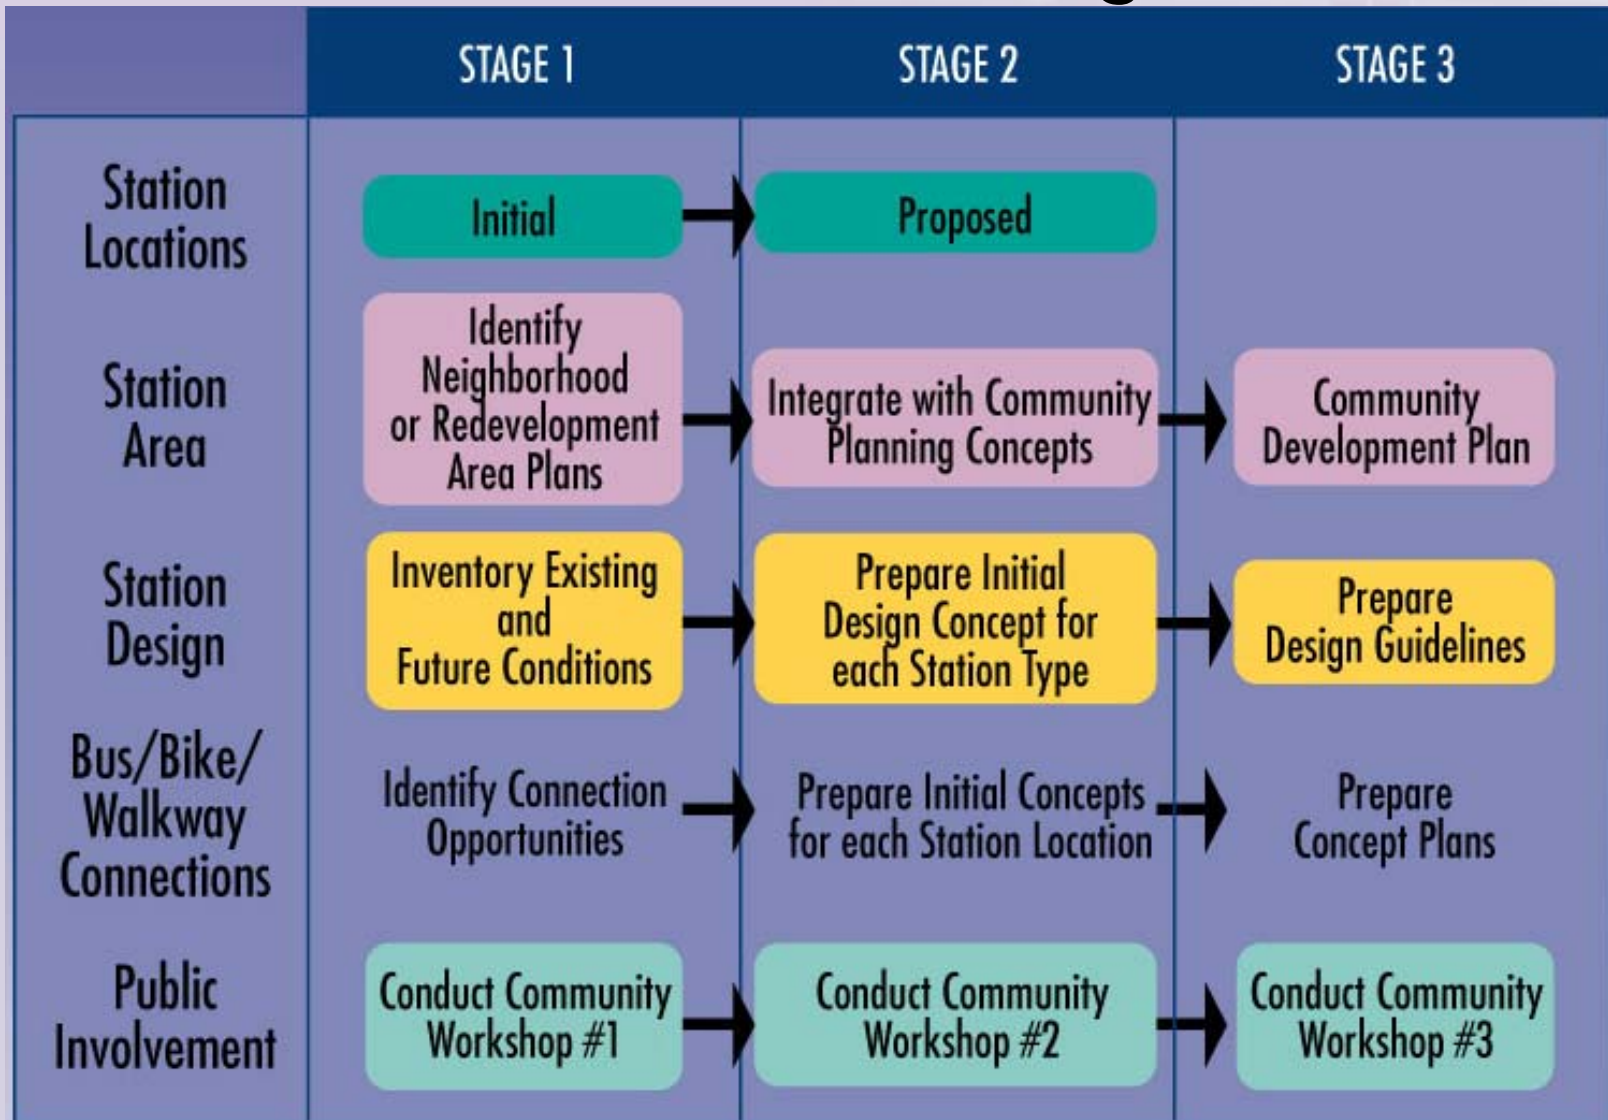 STAGE 1
STAGE 2
STAGE 3
Station
Locations
Initial
Proposed
Station
Area
Identify
Neighborhood
or Redevelopment
Area Plans
Integrate with Community
Planning Concepts
Community
Development Plan
Station
Design
Inventory Existing
and
Future Conditions
Prepare Initial
Design Concept for
each Station Type
Prepare
Design Guidelines
Bus/Bike/
Walkway
Connections
Identify Connection
Opportunities
Prepare Initial Concepts
for each Station Location
Prepare
Concept Plans
Public
Involvement
Conduct Community
Workshop #1
Conduct Community
Workshop #2
Conduct Community
Workshop #3